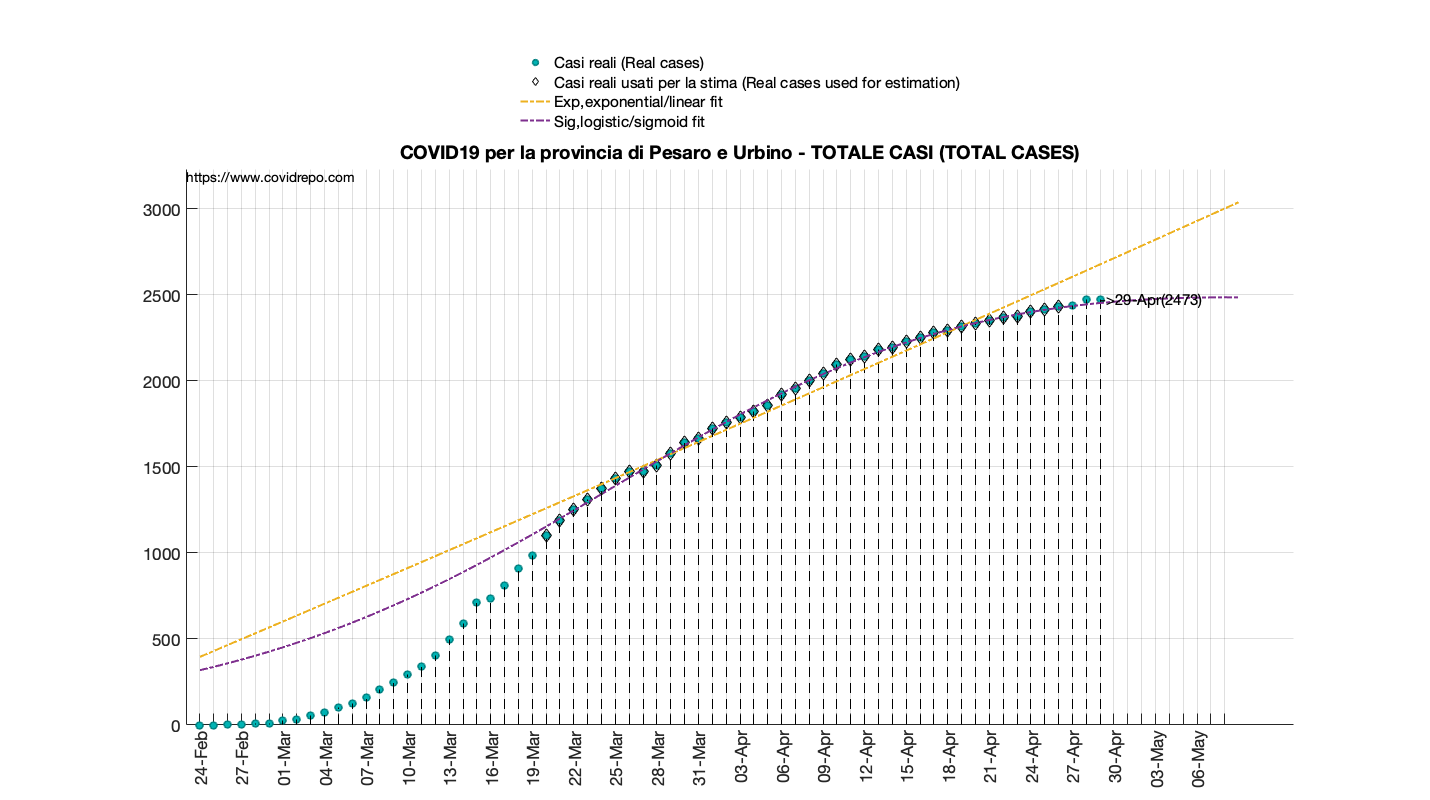 Casi reali (Real cases)
Casi reali usati per la stima (Real cases used for estimation)
Exp,exponential/linear fit
Sig,logistic/sigmoid fit
COVID19 per la provincia di Pesaro e Urbino - TOTALE CASI (TOTAL CASES)
https://www.covidrepo.com
3000
2500
>29-Apr(2473)
2000
1500
1000
500
0
24-Feb
27-Feb
01-Mar
04-Mar
07-Mar
10-Mar
13-Mar
16-Mar
19-Mar
22-Mar
25-Mar
28-Mar
31-Mar
03-Apr
06-Apr
09-Apr
12-Apr
15-Apr
18-Apr
21-Apr
24-Apr
27-Apr
30-Apr
03-May
06-May